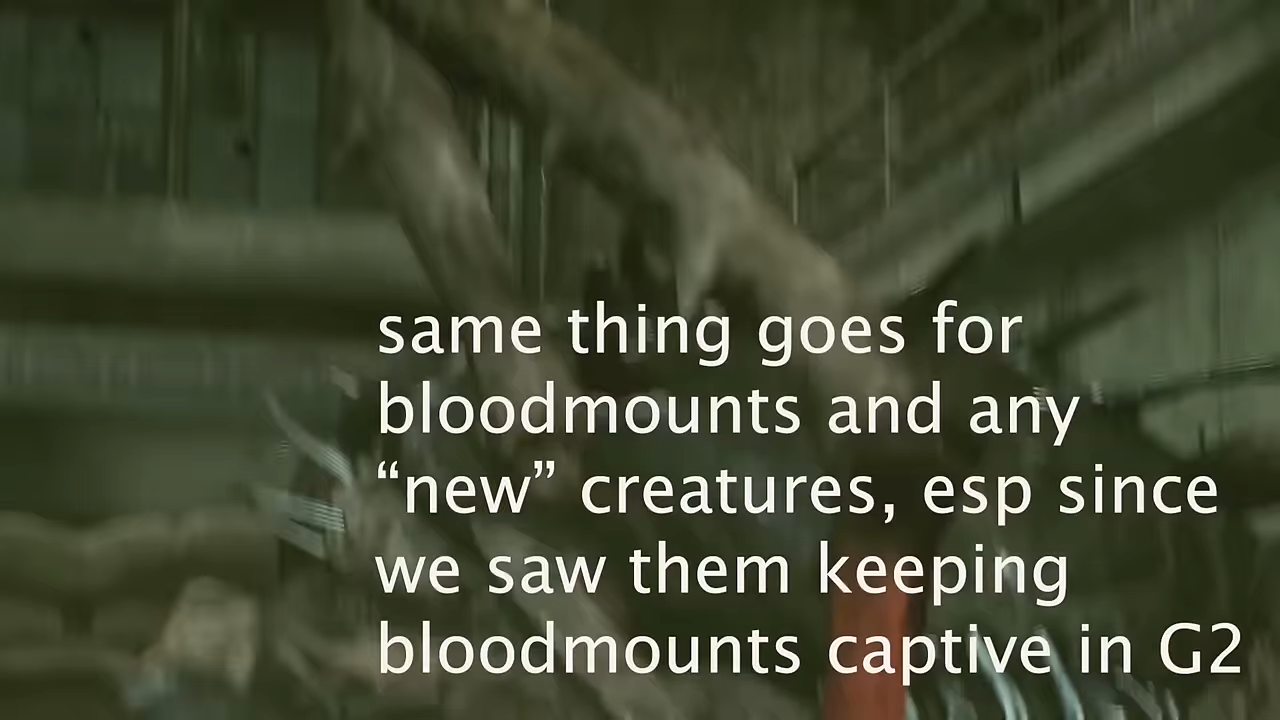 same thing goes for
bloodmounts and any
“new” creatures, esp since
we saw them keeping
bloodmounts captive in G2